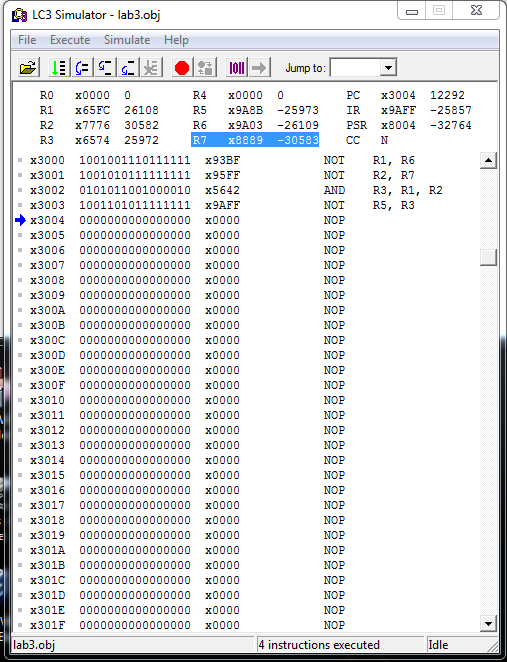 LC3 Simulator - lab3.obj
File Execute Simulate Help
Jump to:
R0 x0000 0 R4 x0000 0 PC x3004 12292
R1 x65FC 26108 R5 x9A8B -25973 IR x9AFF -25857
R2 x7776 30582 R6 x9A03 -26109 PSR x8004 -32764
R3 x6574 25972 R7 x8889 -30583 CC N
x3000 1001001110111111 x93BF NOT R1, R6
x3001 1001010111111111 x95FF NOT R2, R7
x3002 0101011001000010 x5642 AND R3, R1, R2
x3003 1001101011111111 x9AFF NOT R5, R3
x3004 0000000000000000 x0000 NOP
x3005 0000000000000000 x0000 NOP
x3006 0000000000000000 x0000 NOP
x3007 0000000000000000 x0000 NOP
x3008 0000000000000000 x0000 NOP
x3009 0000000000000000 x0000 NOP
x300A 0000000000000000 x0000 NOP
x300B 0000000000000000 x0000 NOP
x300C 0000000000000000 x0000 NOP
x300D 0000000000000000 x0000 NOP
x300E 0000000000000000 x0000 NOP
x300F 0000000000000000 x0000 NOP
x3010 0000000000000000 x0000 NOP
x3011 0000000000000000 x0000 NOP
x3012 0000000000000000 x0000 NOP
x3013 0000000000000000 x0000 NOP
x3014 0000000000000000 x0000 NOP
x3015 0000000000000000 x0000 NOP
x3016 0000000000000000 x0000 NOP
x3017 0000000000000000 x0000 NOP
x3018 0000000000000000 x0000 NOP
x3019 0000000000000000 x0000 NOP
x301A 0000000000000000 x0000 NOP
x301B 0000000000000000 x0000 NOP
x301C 0000000000000000 x0000 NOP
x301D 0000000000000000 x0000 NOP
x301E 0000000000000000 x0000 NOP
x301F 0000000000000000 x0000 NOP
lab3.obj 4 instructions executed Idle